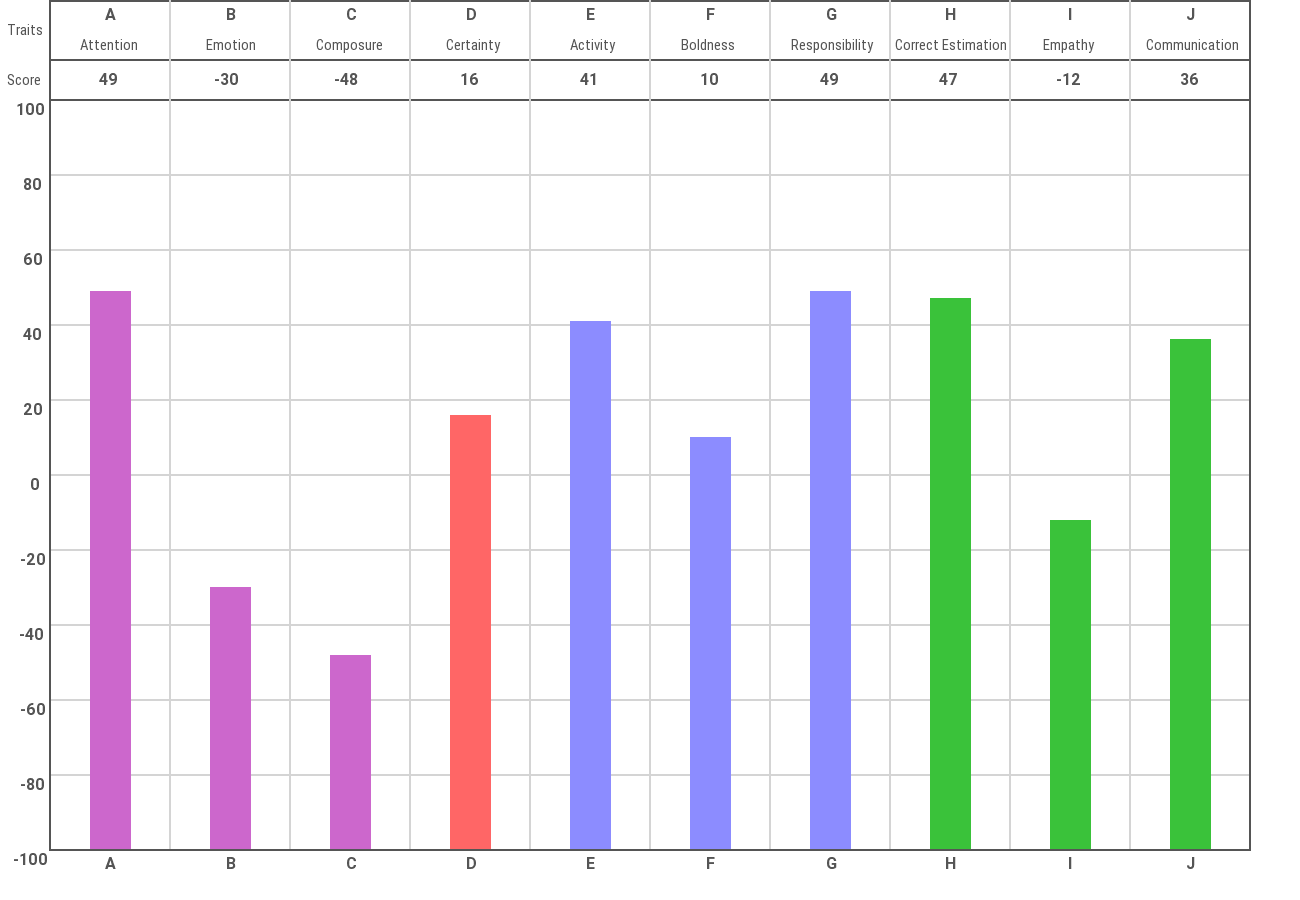 Traits A B C D E F G H I J
Attention Emotion Composure Certainty Activity Boldness Responsibility Correct Estimation Empathy Communication
Score 49 -30 -48 16 41 10 49 47 -12 36
100
80
60
40
20
0
-20
-40
-60
-80
-100
A B C D E F G H I J